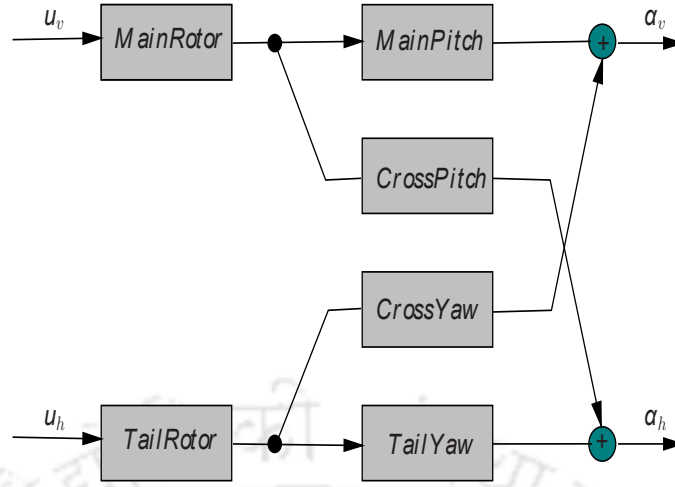 u_v
MainRotor
MainPitch
+
α_v
CrossPitch
CrossYaw
u_h
TailRotor
TailYaw
+
α_h